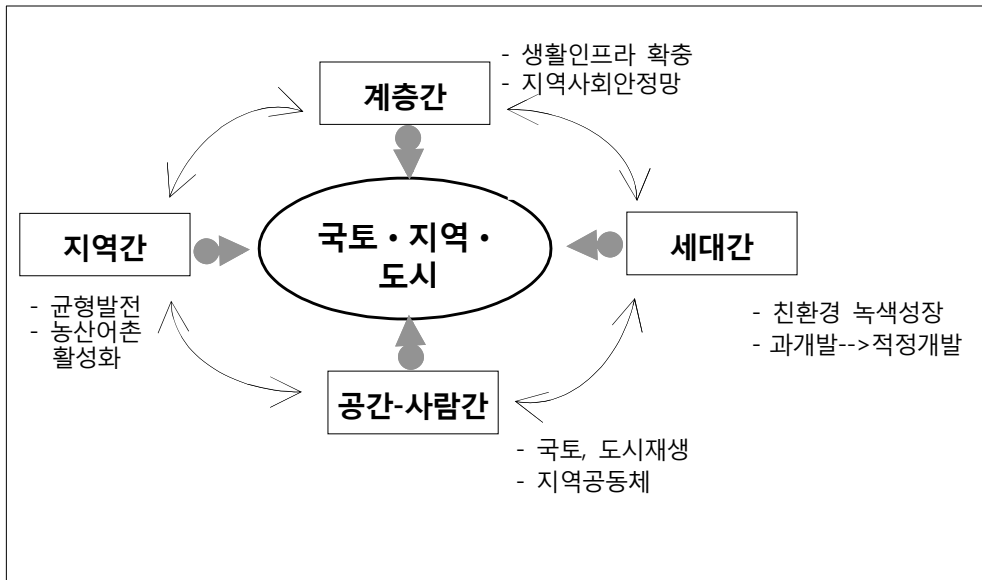 - 생활인프라 확충
- 지역사회안정망
계층간
지역간
국토・지역・
도시
세대간
- 균형발전
- 농산어촌
활성화
- 친환경 녹색성장
- 과개발-->적정개발
공간-사람간
- 국토, 도시재생
- 지역공동체